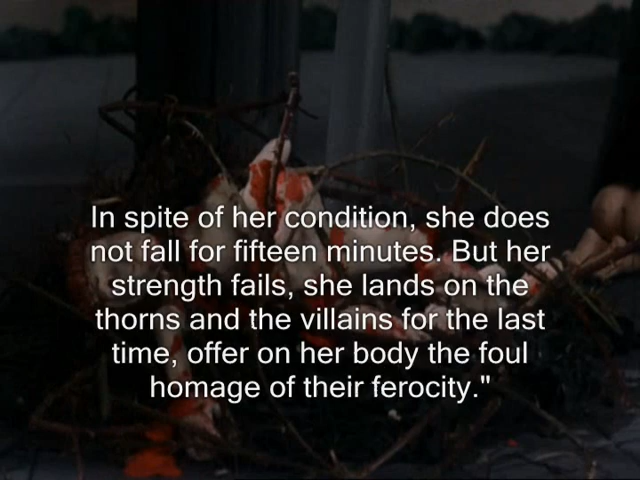 In spite of her condition, she does
not fall for fifteen minutes. But her
strength fails, she lands on the
thorns and the villains for the last
time, offer on her body the foul
homage of their ferocity."